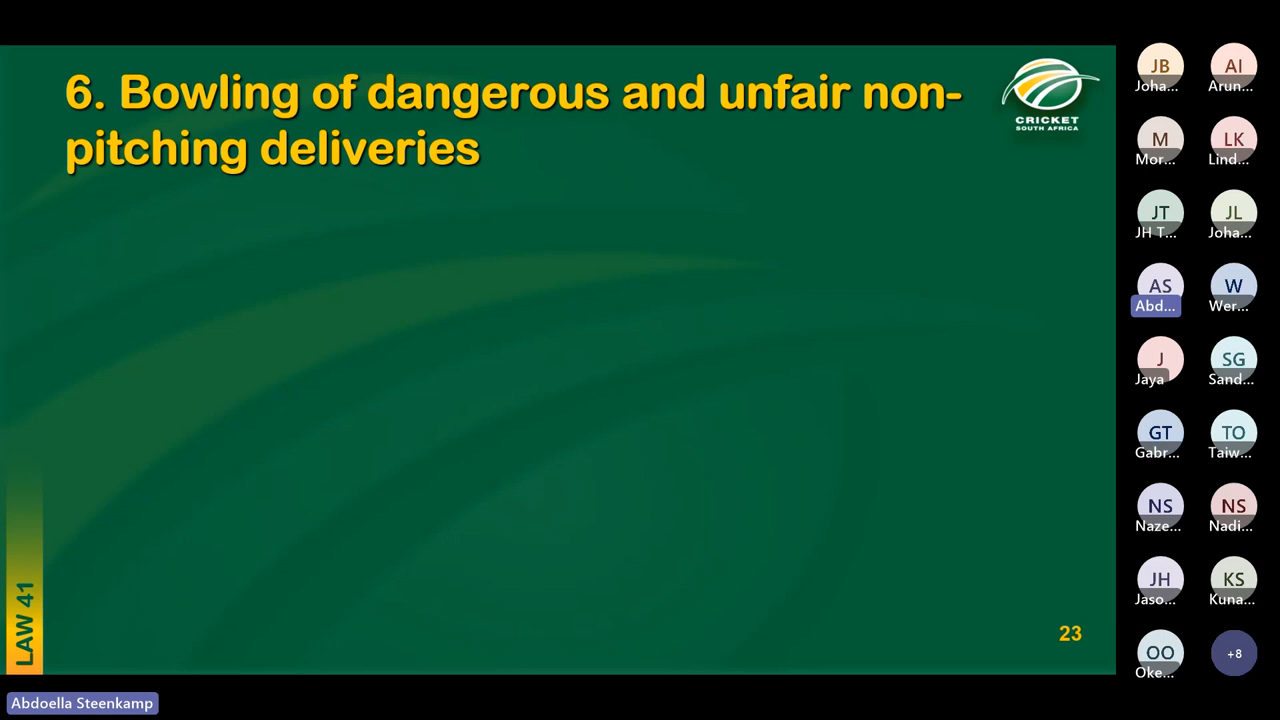 6. Bowling of dangerous and unfair non-
pitching deliveries
CRICKET
SOUTH AFRICA
LAW 41
23
Abdoella Steenkamp
JB
Joha...
AI
Arun...
M
Mor...
LK
Lind...
JT
JH T...
JL
Joha...
AS
Abd...
W
Wer...
J
Jaya
SG
Sand...
GT
Gabr...
TO
Taiw...
NS
Naze...
NS
Nadi...
JH
Jaso...
KS
Kuna...
OO
Oke...
+8